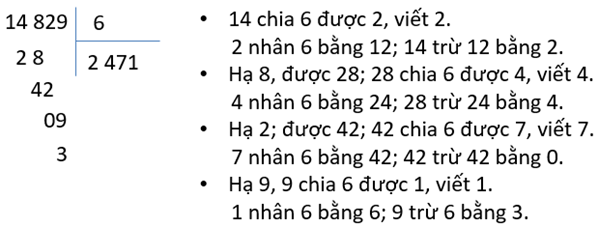 14 829 6
2 8 2 471
42
09
3
• 14 chia 6 được 2, viết 2.
2 nhân 6 bằng 12; 14 trừ 12 bằng 2.
• Hạ 8, được 28; 28 chia 6 được 4, viết 4.
4 nhân 6 bằng 24; 28 trừ 24 bằng 4.
• Hạ 2; được 42; 42 chia 6 được 7, viết 7.
7 nhân 6 bằng 42; 42 trừ 42 bằng 0.
• Hạ 9, 9 chia 6 được 1, viết 1.
1 nhân 6 bằng 6; 9 trừ 6 bằng 3.